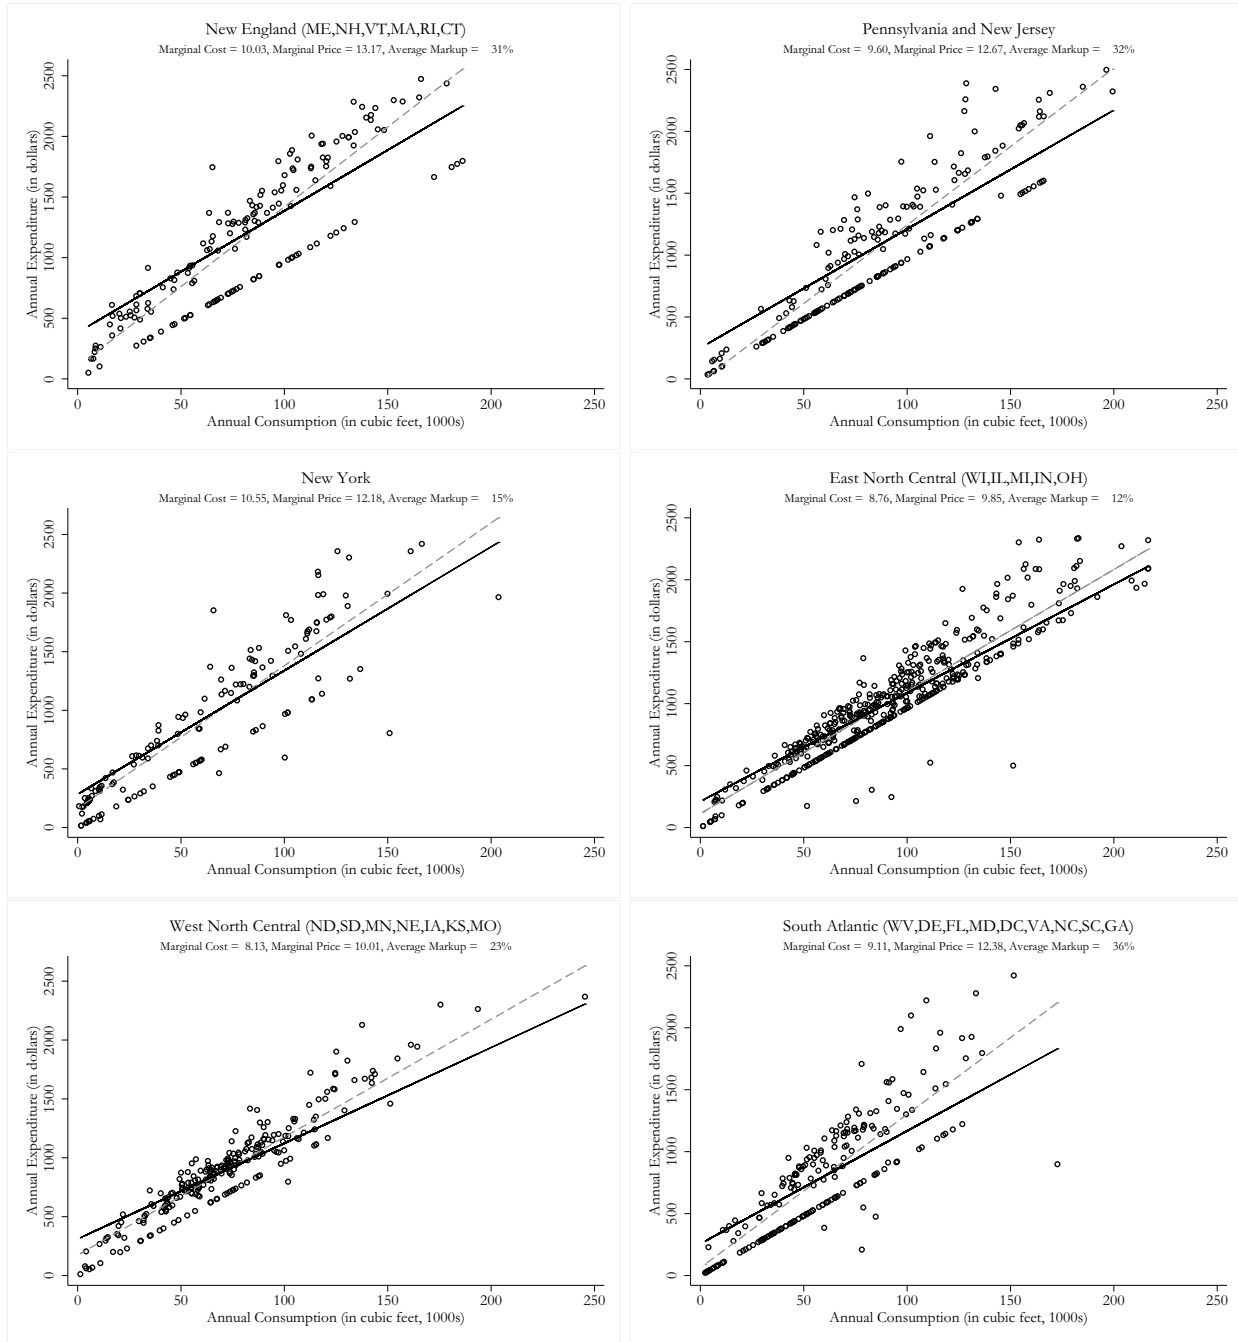 New England (ME,NH,VT,MA,RI,CT)
Marginal Cost = 10.03, Marginal Price = 13.17, Average Markup = 31%
Annual Expenditure (in dollars)
2500
2000
1500
1000
500
0
0 50 100 150 200 250
Annual Consumption (in cubic feet, 1000s)
Pennsylvania and New Jersey
Marginal Cost = 9.60, Marginal Price = 12.67, Average Markup = 32%
Annual Expenditure (in dollars)
2500
2000
1500
1000
500
0
0 50 100 150 200 250
Annual Consumption (in cubic feet, 1000s)
New York
Marginal Cost = 10.55, Marginal Price = 12.18, Average Markup = 15%
Annual Expenditure (in dollars)
2500
2000
1500
1000
500
0
0 50 100 150 200 250
Annual Consumption (in cubic feet, 1000s)
East North Central (WI,IL,MI,IN,OH)
Marginal Cost = 8.76, Marginal Price = 9.85, Average Markup = 12%
Annual Expenditure (in dollars)
2500
2000
1500
1000
500
0
0 50 100 150 200 250
Annual Consumption (in cubic feet, 1000s)
West North Central (ND,SD,MN,NE,IA,KS,MO)
Marginal Cost = 8.13, Marginal Price = 10.01, Average Markup = 23%
Annual Expenditure (in dollars)
2500
2000
1500
1000
500
0
0 50 100 150 200 250
Annual Consumption (in cubic feet, 1000s)
South Atlantic (WV,DE,FL,MD,DC,VA,NC,SC,GA)
Marginal Cost = 9.11, Marginal Price = 12.38, Average Markup = 36%
Annual Expenditure (in dollars)
2500
2000
1500
1000
500
0
0 50 100 150 200 250
Annual Consumption (in cubic feet, 1000s)